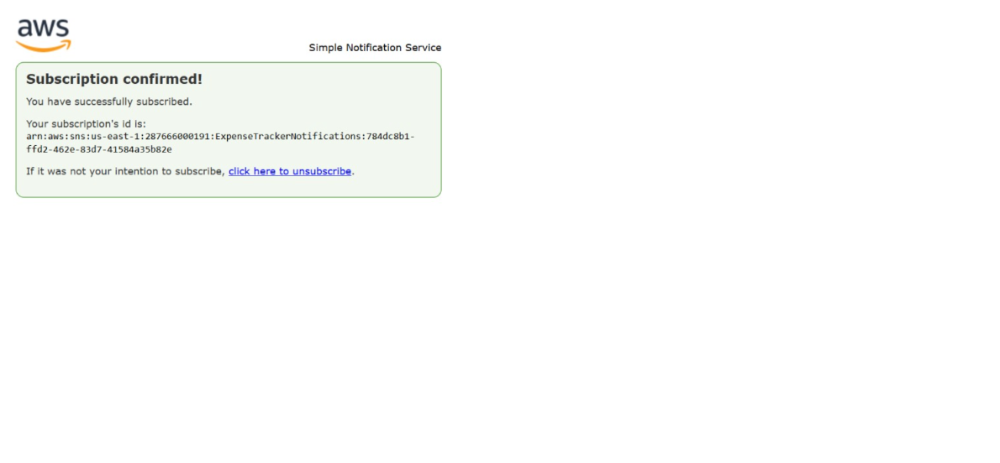 aws
Simple Notification Service
Subscription confirmed!
You have successfully subscribed.
Your subscription's id is:
arn:aws:sns:us-east-1:287666000191:ExpenseTrackerNotifications:784dc8b1-
ffd2-462e-83d7-41584a35b82e
If it was not your intention to subscribe, click here to unsubscribe.